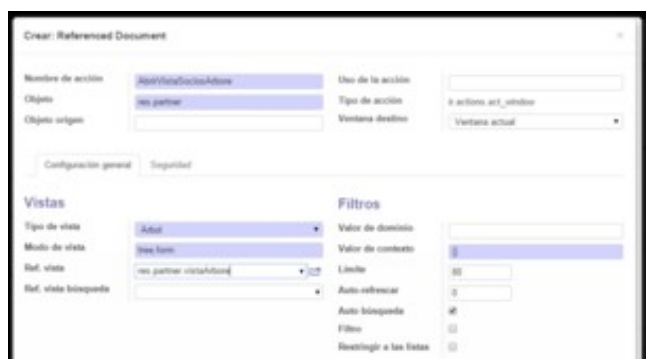 Crear: Referenced Document
Nombre de acción AbrirVistaSociosArbore
Uso de la acción
Objeto res.partner
Tipo de acción ir.actions.act_window
Objeto origen
Ventana destino Ventana actual
Configuración general Seguridad
Vistas
Filtros
Tipo de vista Árbol
Valor de dominio
Modo de vista tree,form
Valor de contexto {}
Ref. vista res.partner.vistaArbore
Límite 80
Ref. vista búsqueda
Auto-refrescar 0
Auto búsqueda
Filtro
Restringir a las listas